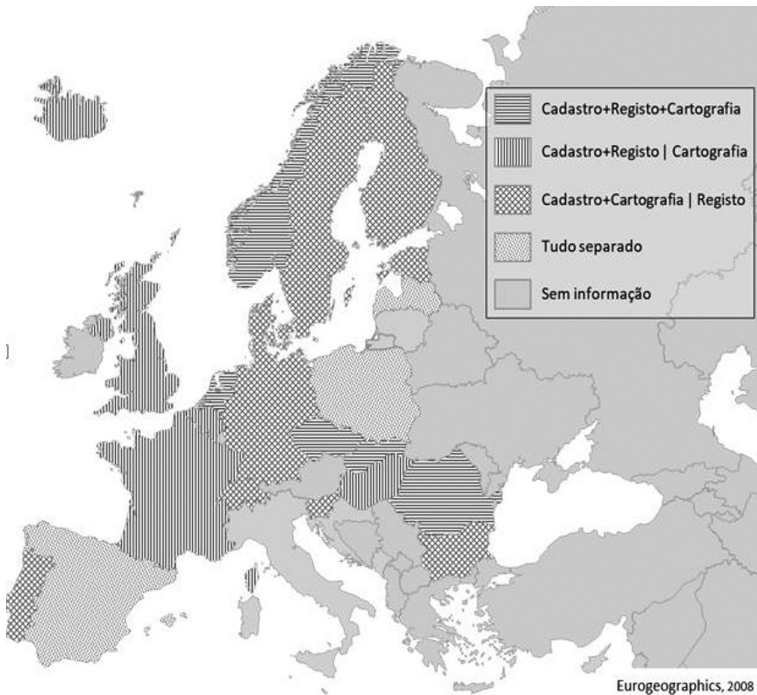 Cadastro+Registo+Cartografia
Cadastro+Registo | Cartografia
Cadastro+Cartografia | Registo
Tudo separado
Sem informação
Eurogeographics, 2008